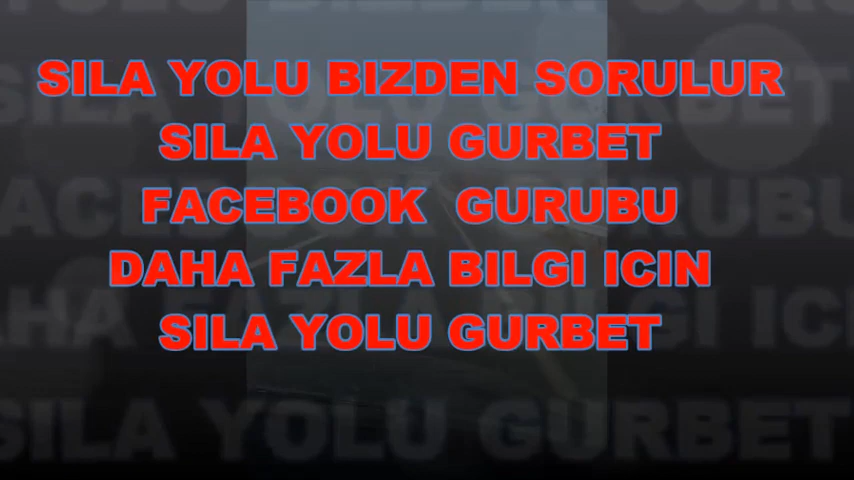 SILA YOLU BIZDEN SORULUR
SILA YOLU GURBET
FACEBOOK GURUBU
DAHA FAZLA BILGI ICIN
SILA YOLU GURBET